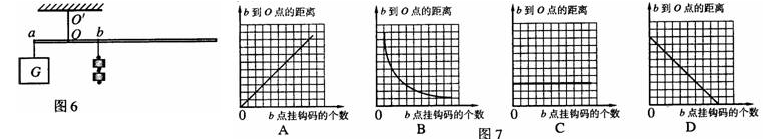 O′
a O b
G
图6
b 到 O 点的距离
0
b 点挂钩码的个数
A
b 到 O 点的距离
0
b 点挂钩码的个数
B
b 到 O 点的距离
0
b 点挂钩码的个数
C
b 到 O 点的距离
0
b 点挂钩码的个数
D
图7